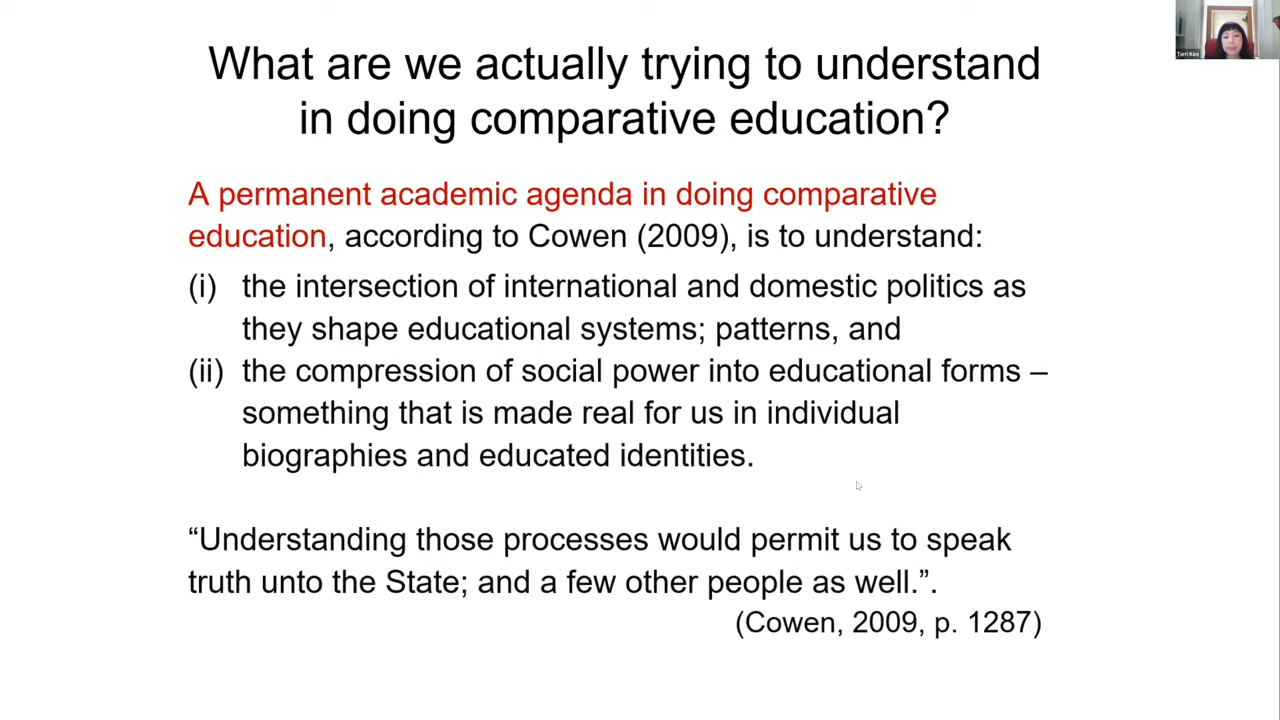 What are we actually trying to understand
in doing comparative education?
A permanent academic agenda in doing comparative
education, according to Cowen (2009), is to understand:
(i) the intersection of international and domestic politics as
they shape educational systems; patterns, and
(ii) the compression of social power into educational forms –
something that is made real for us in individual
biographies and educated identities.
“Understanding those processes would permit us to speak
truth unto the State; and a few other people as well.”.
(Cowen, 2009, p. 1287)
Terri Kim